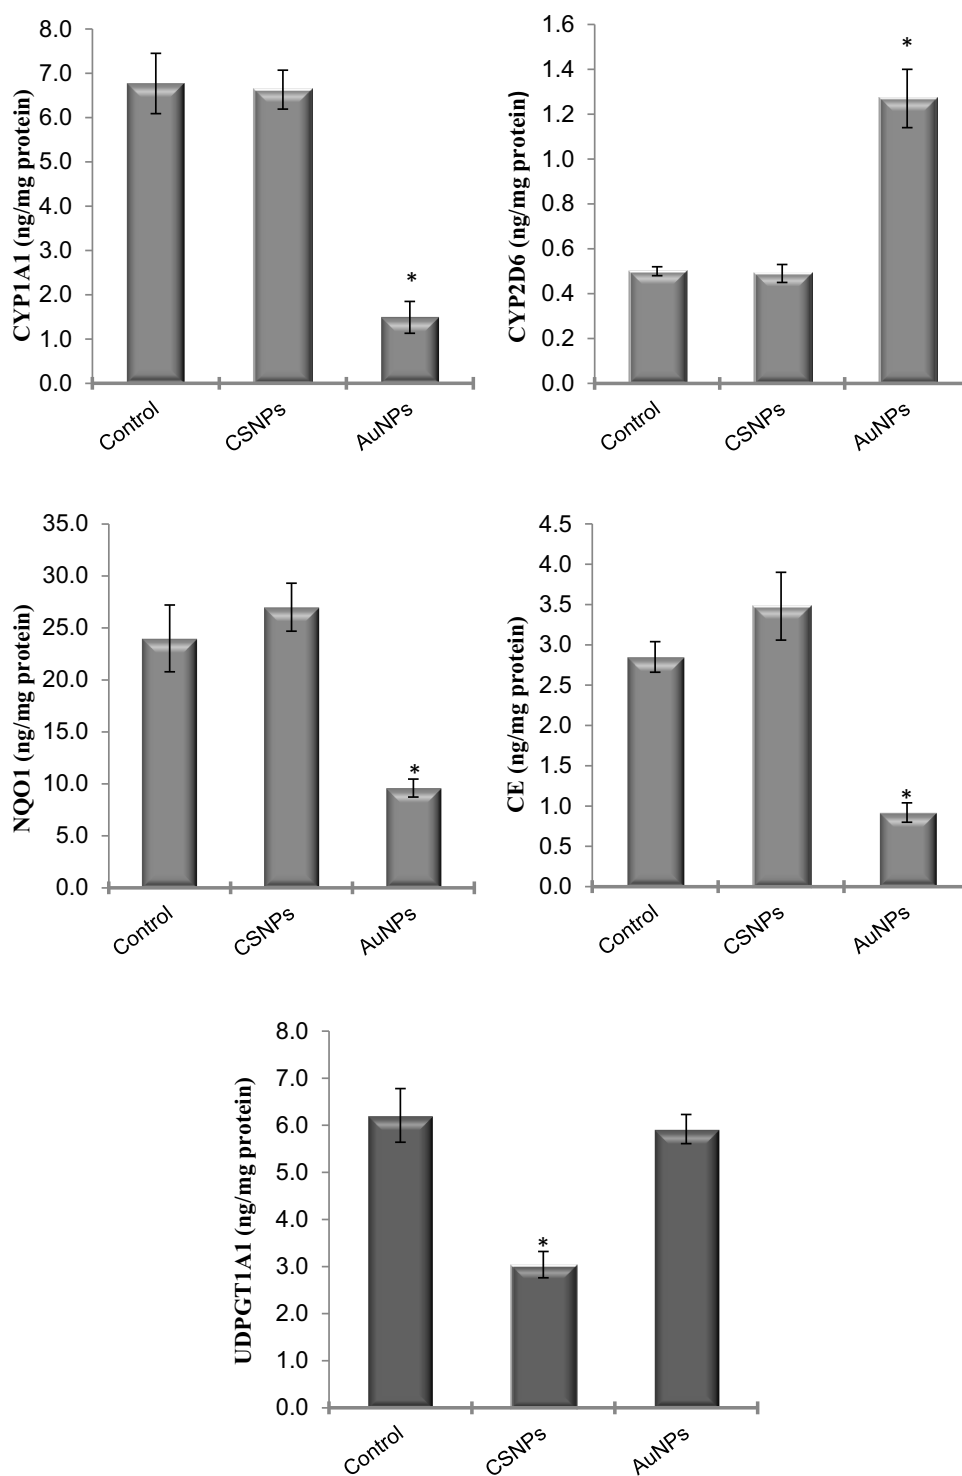 CYP1A1 (ng/mg protein)
8.0
7.0
6.0
5.0
4.0
3.0
2.0
1.0
0.0
*
Control
CSNPs
AuNPs
CYP2D6 (ng/mg protein)
1.6
1.4
1.2
1.0
0.8
0.6
0.4
0.2
0.0
*
Control
CSNPs
AuNPs
NQO1 (ng/mg protein)
35.0
30.0
25.0
20.0
15.0
10.0
5.0
0.0
*
Control
CSNPs
AuNPs
CE (ng/mg protein)
4.5
4.0
3.5
3.0
2.5
2.0
1.5
1.0
0.5
0.0
*
Control
CSNPs
AuNPs
UDPGT1A1 (ng/mg protein)
8.0
7.0
6.0
5.0
4.0
3.0
2.0
1.0
0.0
*
Control
CSNPs
AuNPs